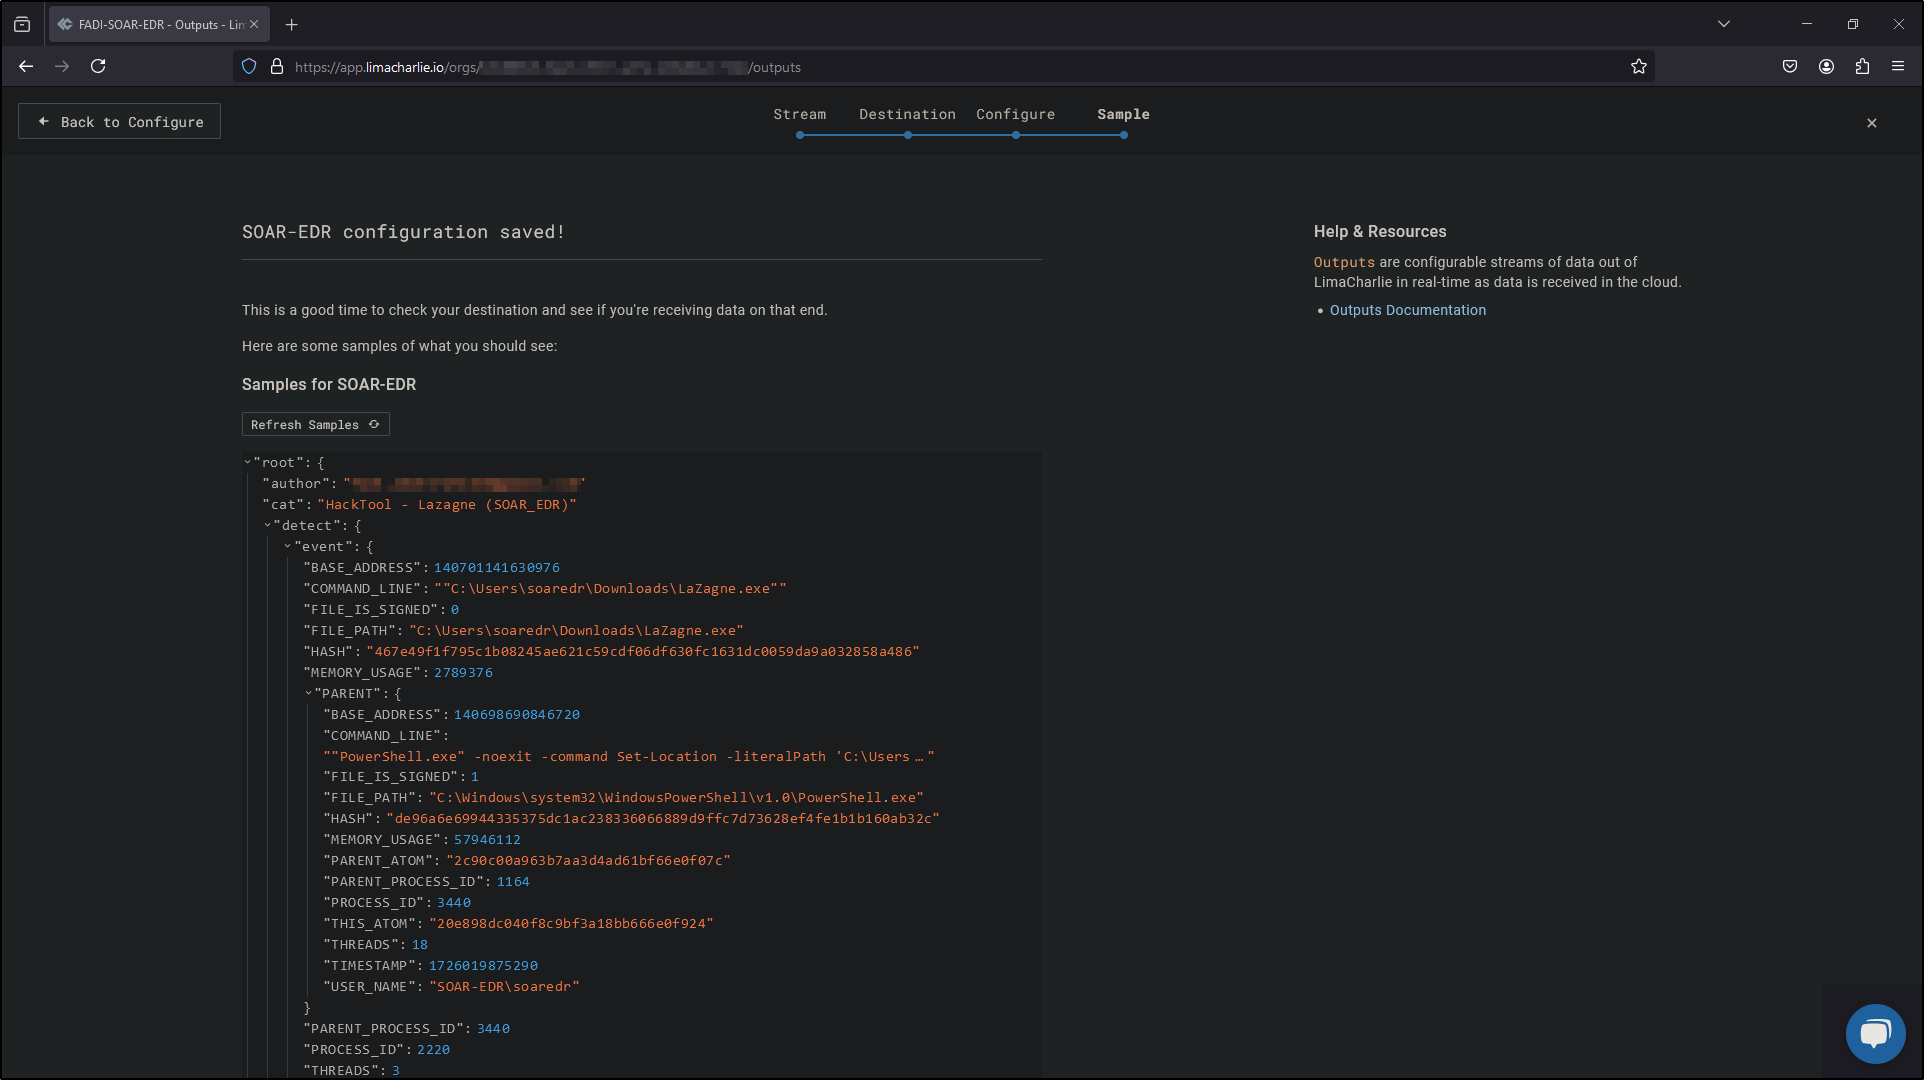 FADI-SOAR-EDR - Outputs - Lin
https://app.limacharlie.io/orgs/ /outputs
Back to Configure
Stream Destination Configure Sample
SOAR-EDR configuration saved!
This is a good time to check your destination and see if you're receiving data on that end.
Here are some samples of what you should see:
Samples for SOAR-EDR
Refresh Samples
"root": {
"author": "
"cat": "HackTool - Lazagne (SOAR_EDR)"
"detect": {
"event": {
"BASE_ADDRESS": 140701141630976
"COMMAND_LINE": ""C:\Users\soaredr\Downloads\LaZagne.exe""
"FILE_IS_SIGNED": 0
"FILE_PATH": "C:\Users\soaredr\Downloads\LaZagne.exe"
"HASH": "467e49f1f795c1b08245ae621c59cdf06df630fc1631dc0059da9a032858a486"
"MEMORY_USAGE": 2789376
"PARENT": {
"BASE_ADDRESS": 140698690846720
"COMMAND_LINE":
""PowerShell.exe" -noexit -command Set-Location -literalPath 'C:\Users …"
"FILE_IS_SIGNED": 1
"FILE_PATH": "C:\Windows\system32\WindowsPowerShell\v1.0\PowerShell.exe"
"HASH": "de96a6e69944335375dc1ac238336066889d9ffc7d73628ef4fe1b1b160ab32c"
"MEMORY_USAGE": 57946112
"PARENT_ATOM": "2c90c00a963b7aa3d4ad61bf66e0f07c"
"PARENT_PROCESS_ID": 1164
"PROCESS_ID": 3440
"THIS_ATOM": "20e898dc040f8c9bf3a18bb666e0f924"
"THREADS": 18
"TIMESTAMP": 1726019875290
"USER_NAME": "SOAR-EDR\soaredr"
}
"PARENT_PROCESS_ID": 3440
"PROCESS_ID": 2220
"THREADS": 3
Help & Resources
Outputs are configurable streams of data out of
LimaCharlie in real-time as data is received in the cloud.
• Outputs Documentation